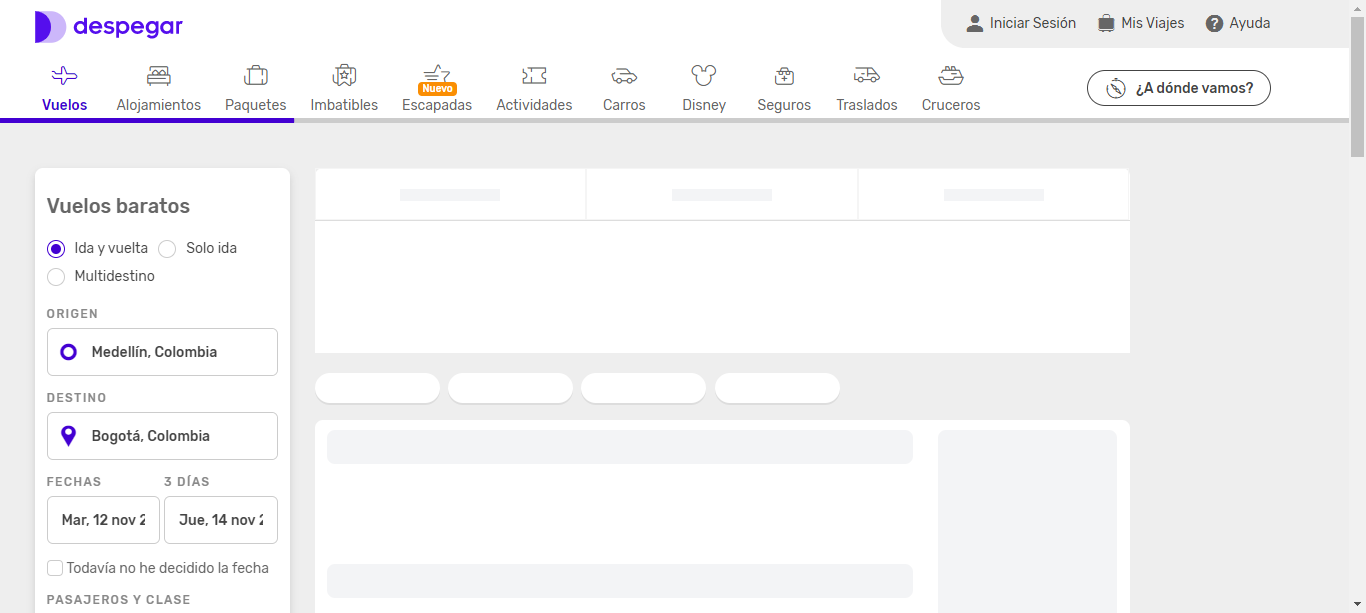 despegar
Iniciar Sesión Mis Viajes Ayuda
Vuelos Alojamientos Paquetes Imbatibles Nuevo Escapadas Actividades Carros Disney Seguros Traslados Cruceros
¿A dónde vamos?
Vuelos baratos
Ida y vuelta Solo ida
Multidestino
ORIGEN
Medellín, Colombia
DESTINO
Bogotá, Colombia
FECHAS 3 DÍAS
Mar, 12 nov 2 Jue, 14 nov 2
Todavía no he decidido la fecha
PASAJEROS Y CLASE